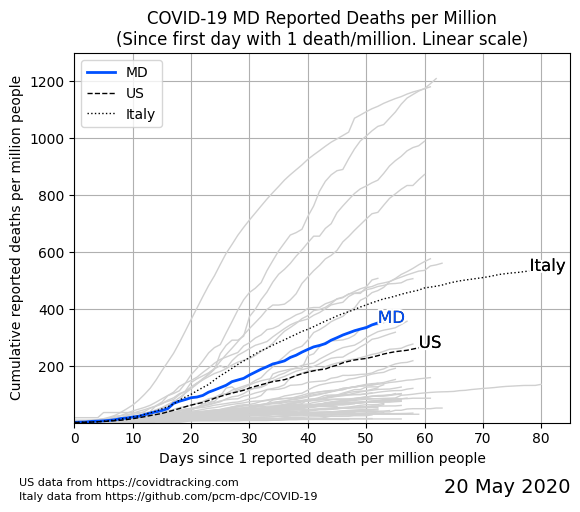 COVID-19 MD Reported Deaths per Million
(Since first day with 1 death/million. Linear scale)
Cumulative reported deaths per million people
1200
1000
800
600
400
200
MD
US
Italy
Italy
MD
US
0 10 20 30 40 50 60 70 80
Days since 1 reported death per million people
US data from https://covidtracking.com
Italy data from https://github.com/pcm-dpc/COVID-19
20 May 2020